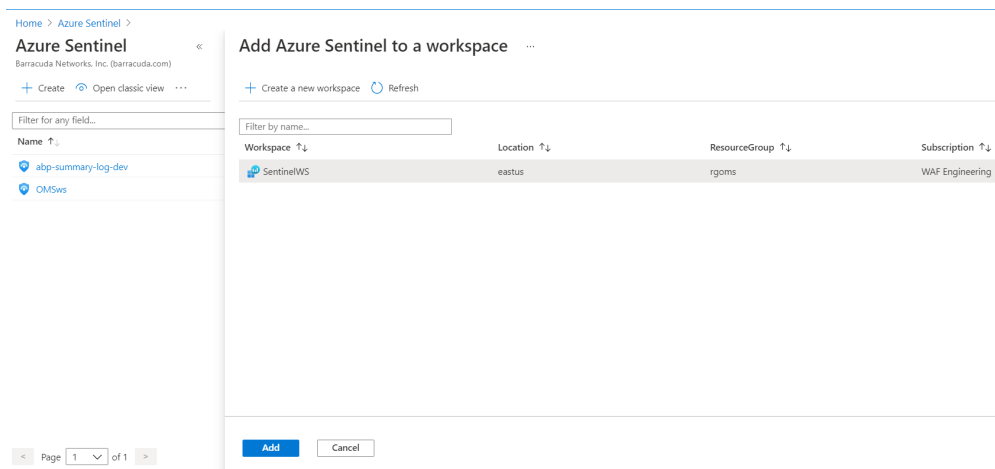 Home > Azure Sentinel >
Azure Sentinel «
Barracuda Networks, Inc. (barracuda.com)
+ Create Open classic view ...
Filter for any field...
Name ↑↓
abp-summary-log-dev
OMSws
< Page 1 of 1 >
Add Azure Sentinel to a workspace ...
+ Create a new workspace Refresh
Filter by name...
Workspace ↑↓ Location ↑↓ ResourceGroup ↑↓ Subscription ↑↓
SentinelWS eastus rgoms WAF Engineering
Add Cancel